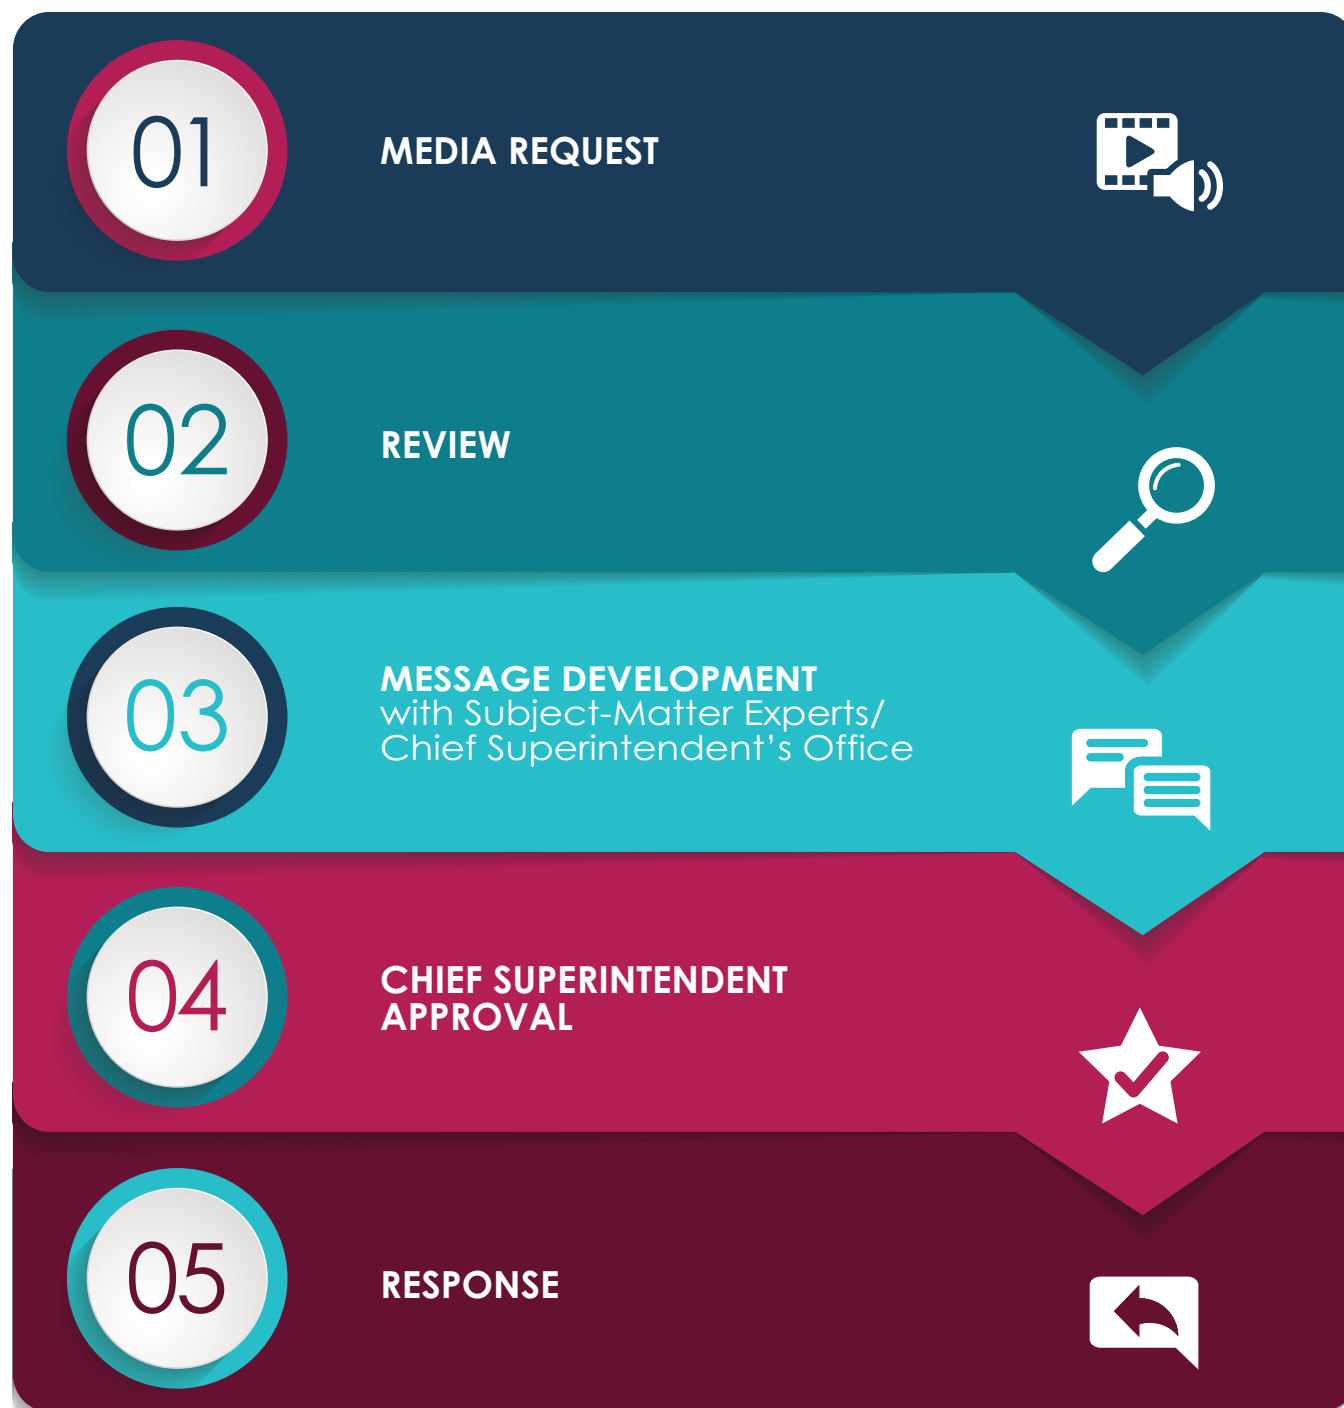 01
MEDIA REQUEST
02
REVIEW
03
MESSAGE DEVELOPMENT
with Subject-Matter Experts/
Chief Superintendent’s Office
04
CHIEF SUPERINTENDENT
APPROVAL
05
RESPONSE